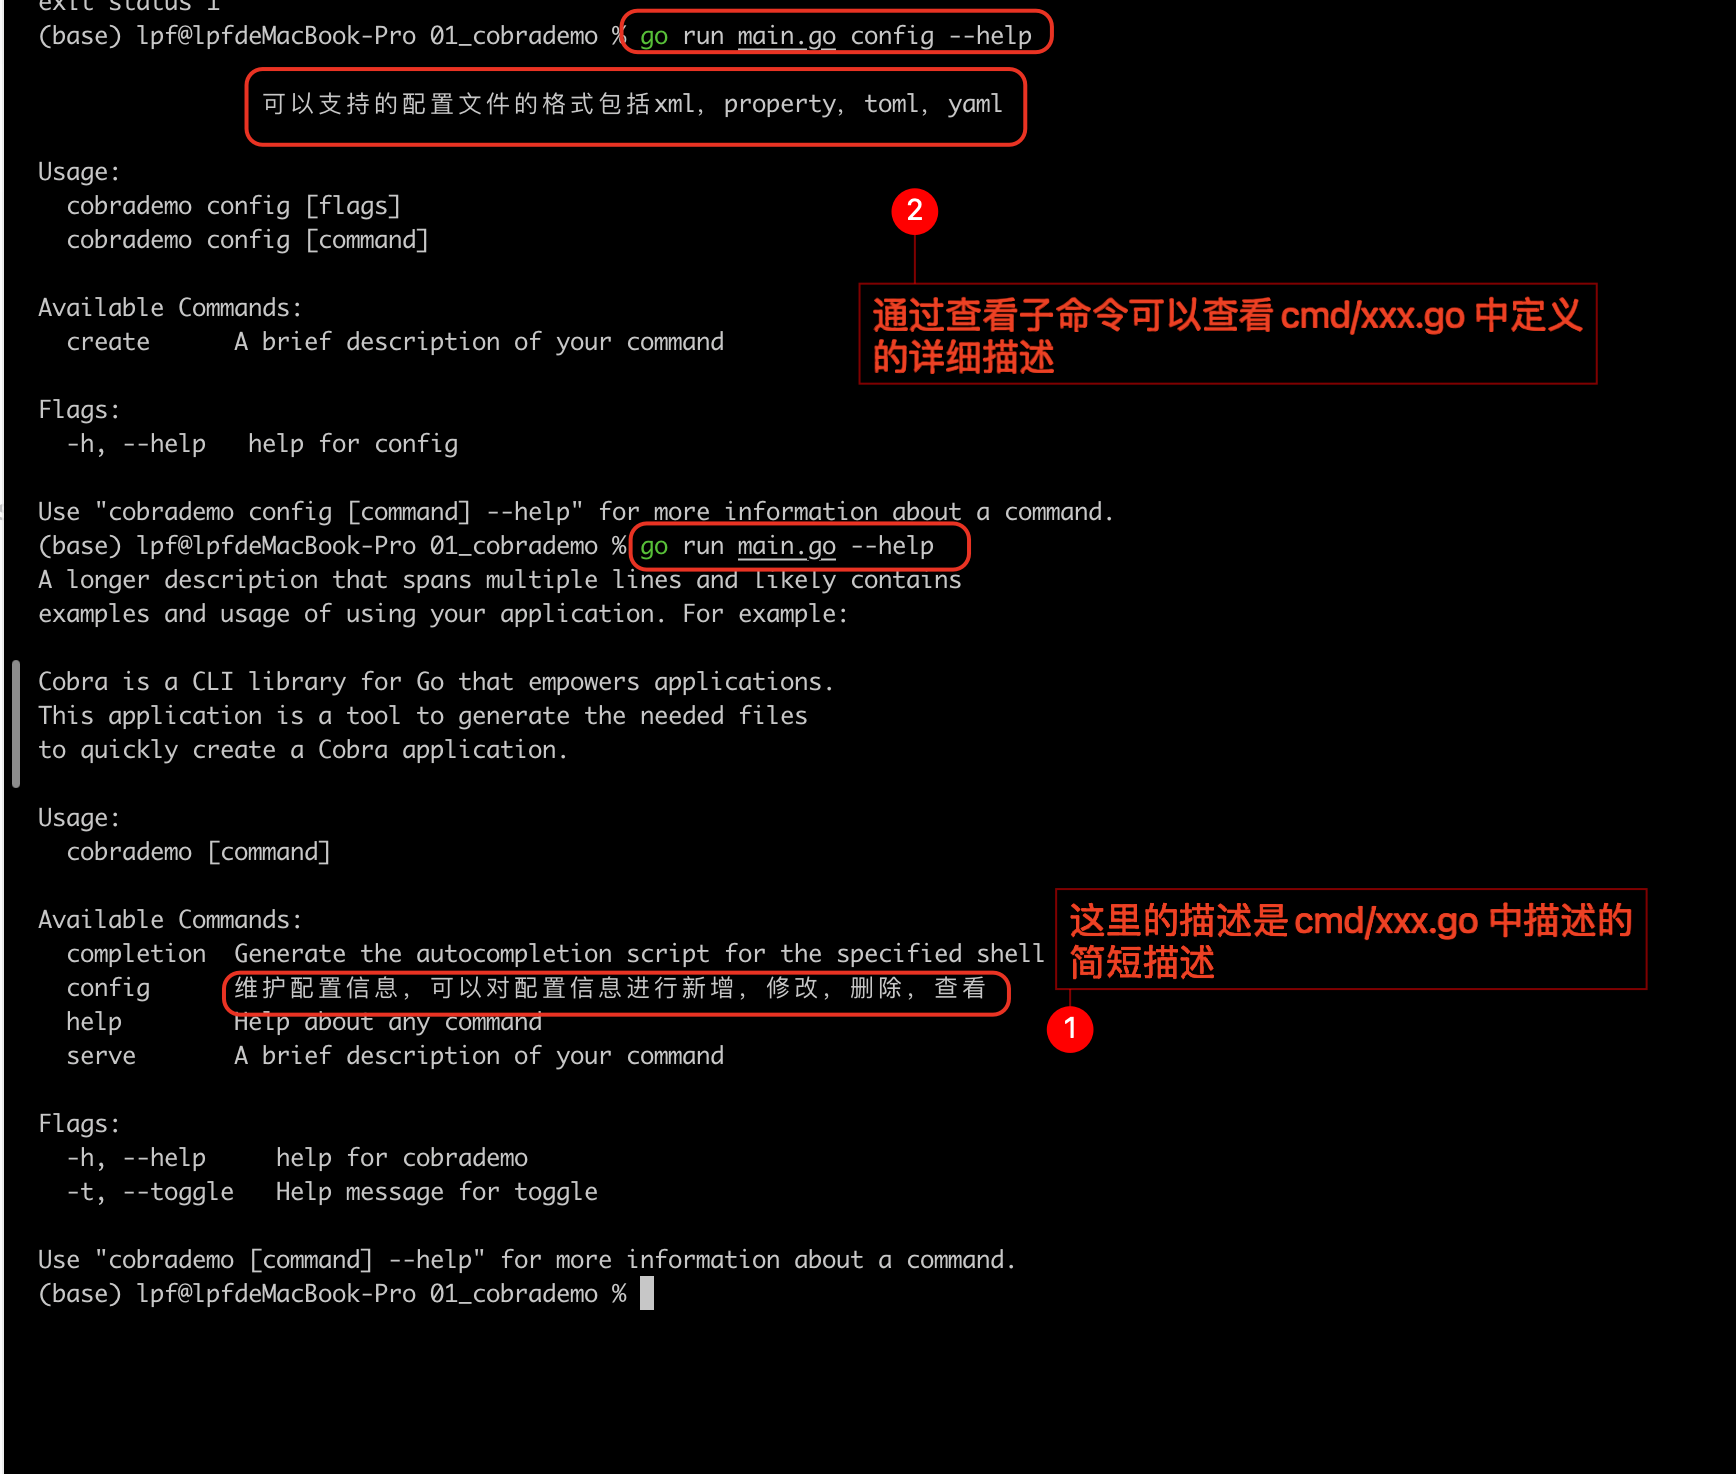 exit status 1
(base) lpf@lpfdeMacBook-Pro 01_cobrademo % go run main.go config --help
可以支持的配置文件的格式包括xml, property, toml, yaml
Usage:
cobrademo config [flags]
cobrademo config [command]
2
通过查看子命令可以查看 cmd/xxx.go 中定义
的详细描述
Available Commands:
create      A brief description of your command
Flags:
-h, --help   help for config
Use "cobrademo config [command] --help" for more information about a command.
(base) lpf@lpfdeMacBook-Pro 01_cobrademo % go run main.go --help
A longer description that spans multiple lines and likely contains
examples and usage of using your application. For example:
Cobra is a CLI library for Go that empowers applications.
This application is a tool to generate the needed files
to quickly create a Cobra application.
Usage:
cobrademo [command]
Available Commands:
completion  Generate the autocompletion script for the specified shell
config      维护配置信息, 可以对配置信息进行新增, 修改, 删除, 查看
help        Help about any command
serve       A brief description of your command
这里的描述是 cmd/xxx.go 中描述的
简短描述
1
Flags:
-h, --help     help for cobrademo
-t, --toggle   Help message for toggle
Use "cobrademo [command] --help" for more information about a command.
(base) lpf@lpfdeMacBook-Pro 01_cobrademo %